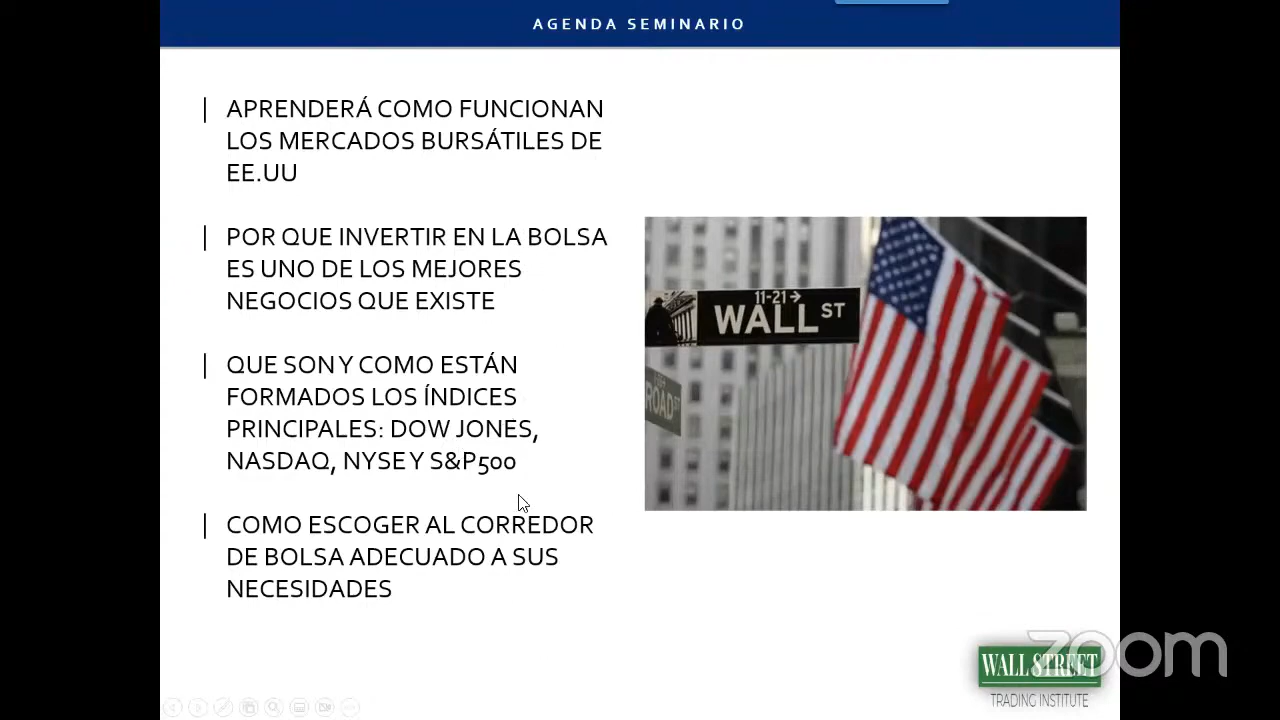 AGENDA SEMINARIO
| APRENDERÁ COMO FUNCIONAN
LOS MERCADOS BURSÁTILES DE
EE.UU
| POR QUE INVERTIR EN LA BOLSA
ES UNO DE LOS MEJORES
NEGOCIOS QUE EXISTE
| QUE SON Y COMO ESTÁN
FORMADOS LOS ÍNDICES
PRINCIPALES: DOW JONES,
NASDAQ, NYSE Y S&P500
| COMO ESCOGER AL CORREDOR
DE BOLSA ADECUADO A SUS
NECESIDADES
11-21→
WALL ST
ROAD ST
zoom
WALL STREET
TRADING INSTITUTE